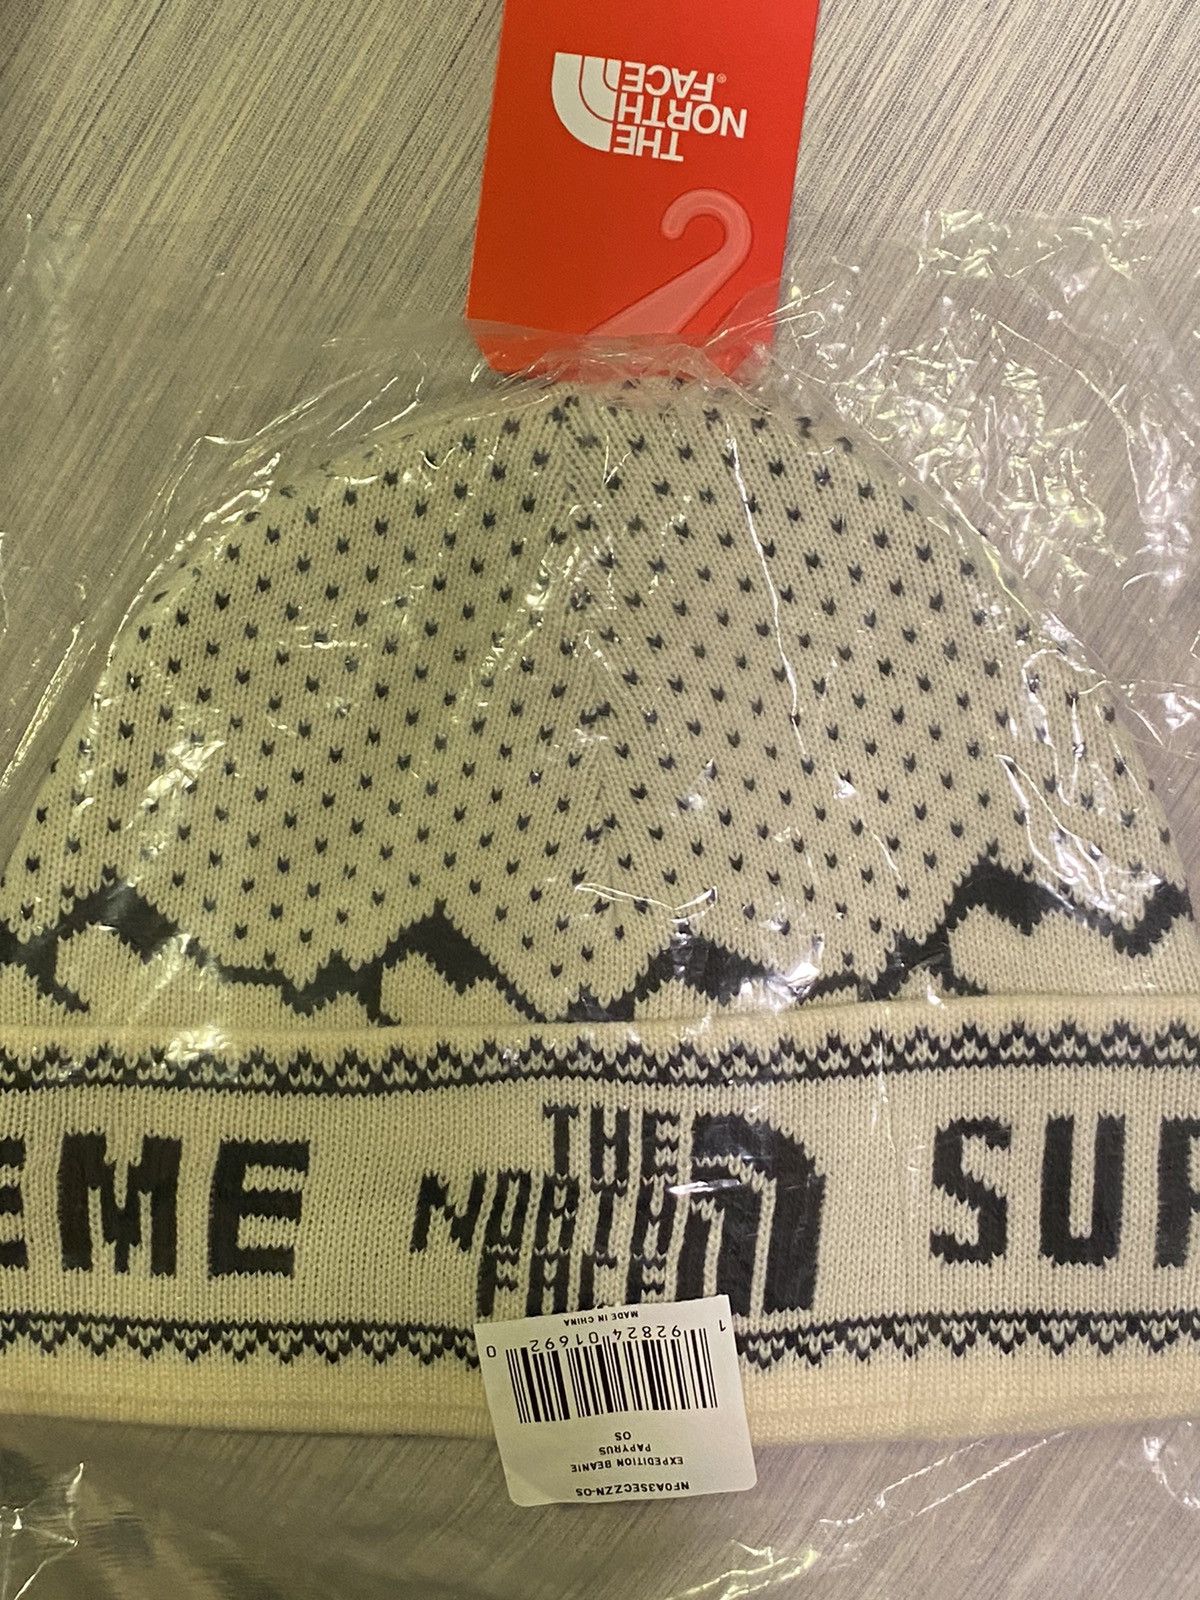 THE
NORTH
FACE®
EME
THE
NORTH
FACE
SUP
NF0A3SECZZN-OS
EXPEDITION BEANIE
PAPYRUS
OS
1 92824 01692 0
MADE IN CHINA